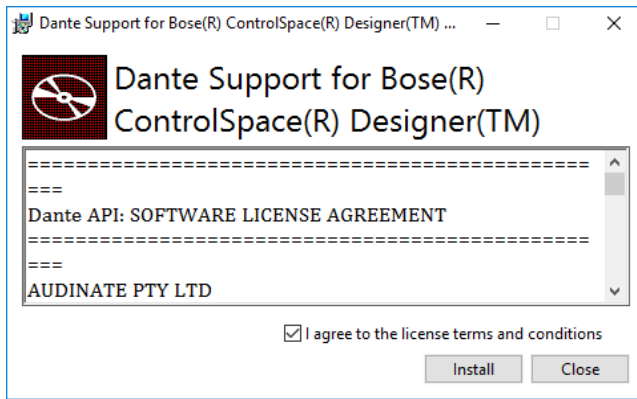 Dante Support for Bose(R) ControlSpace(R) Designer(TM) ...
Dante Support for Bose(R)
ControlSpace(R) Designer(TM)
===============================================
===
Dante API: SOFTWARE LICENSE AGREEMENT
===============================================
===
AUDINATE PTY LTD
I agree to the license terms and conditions
Install Close